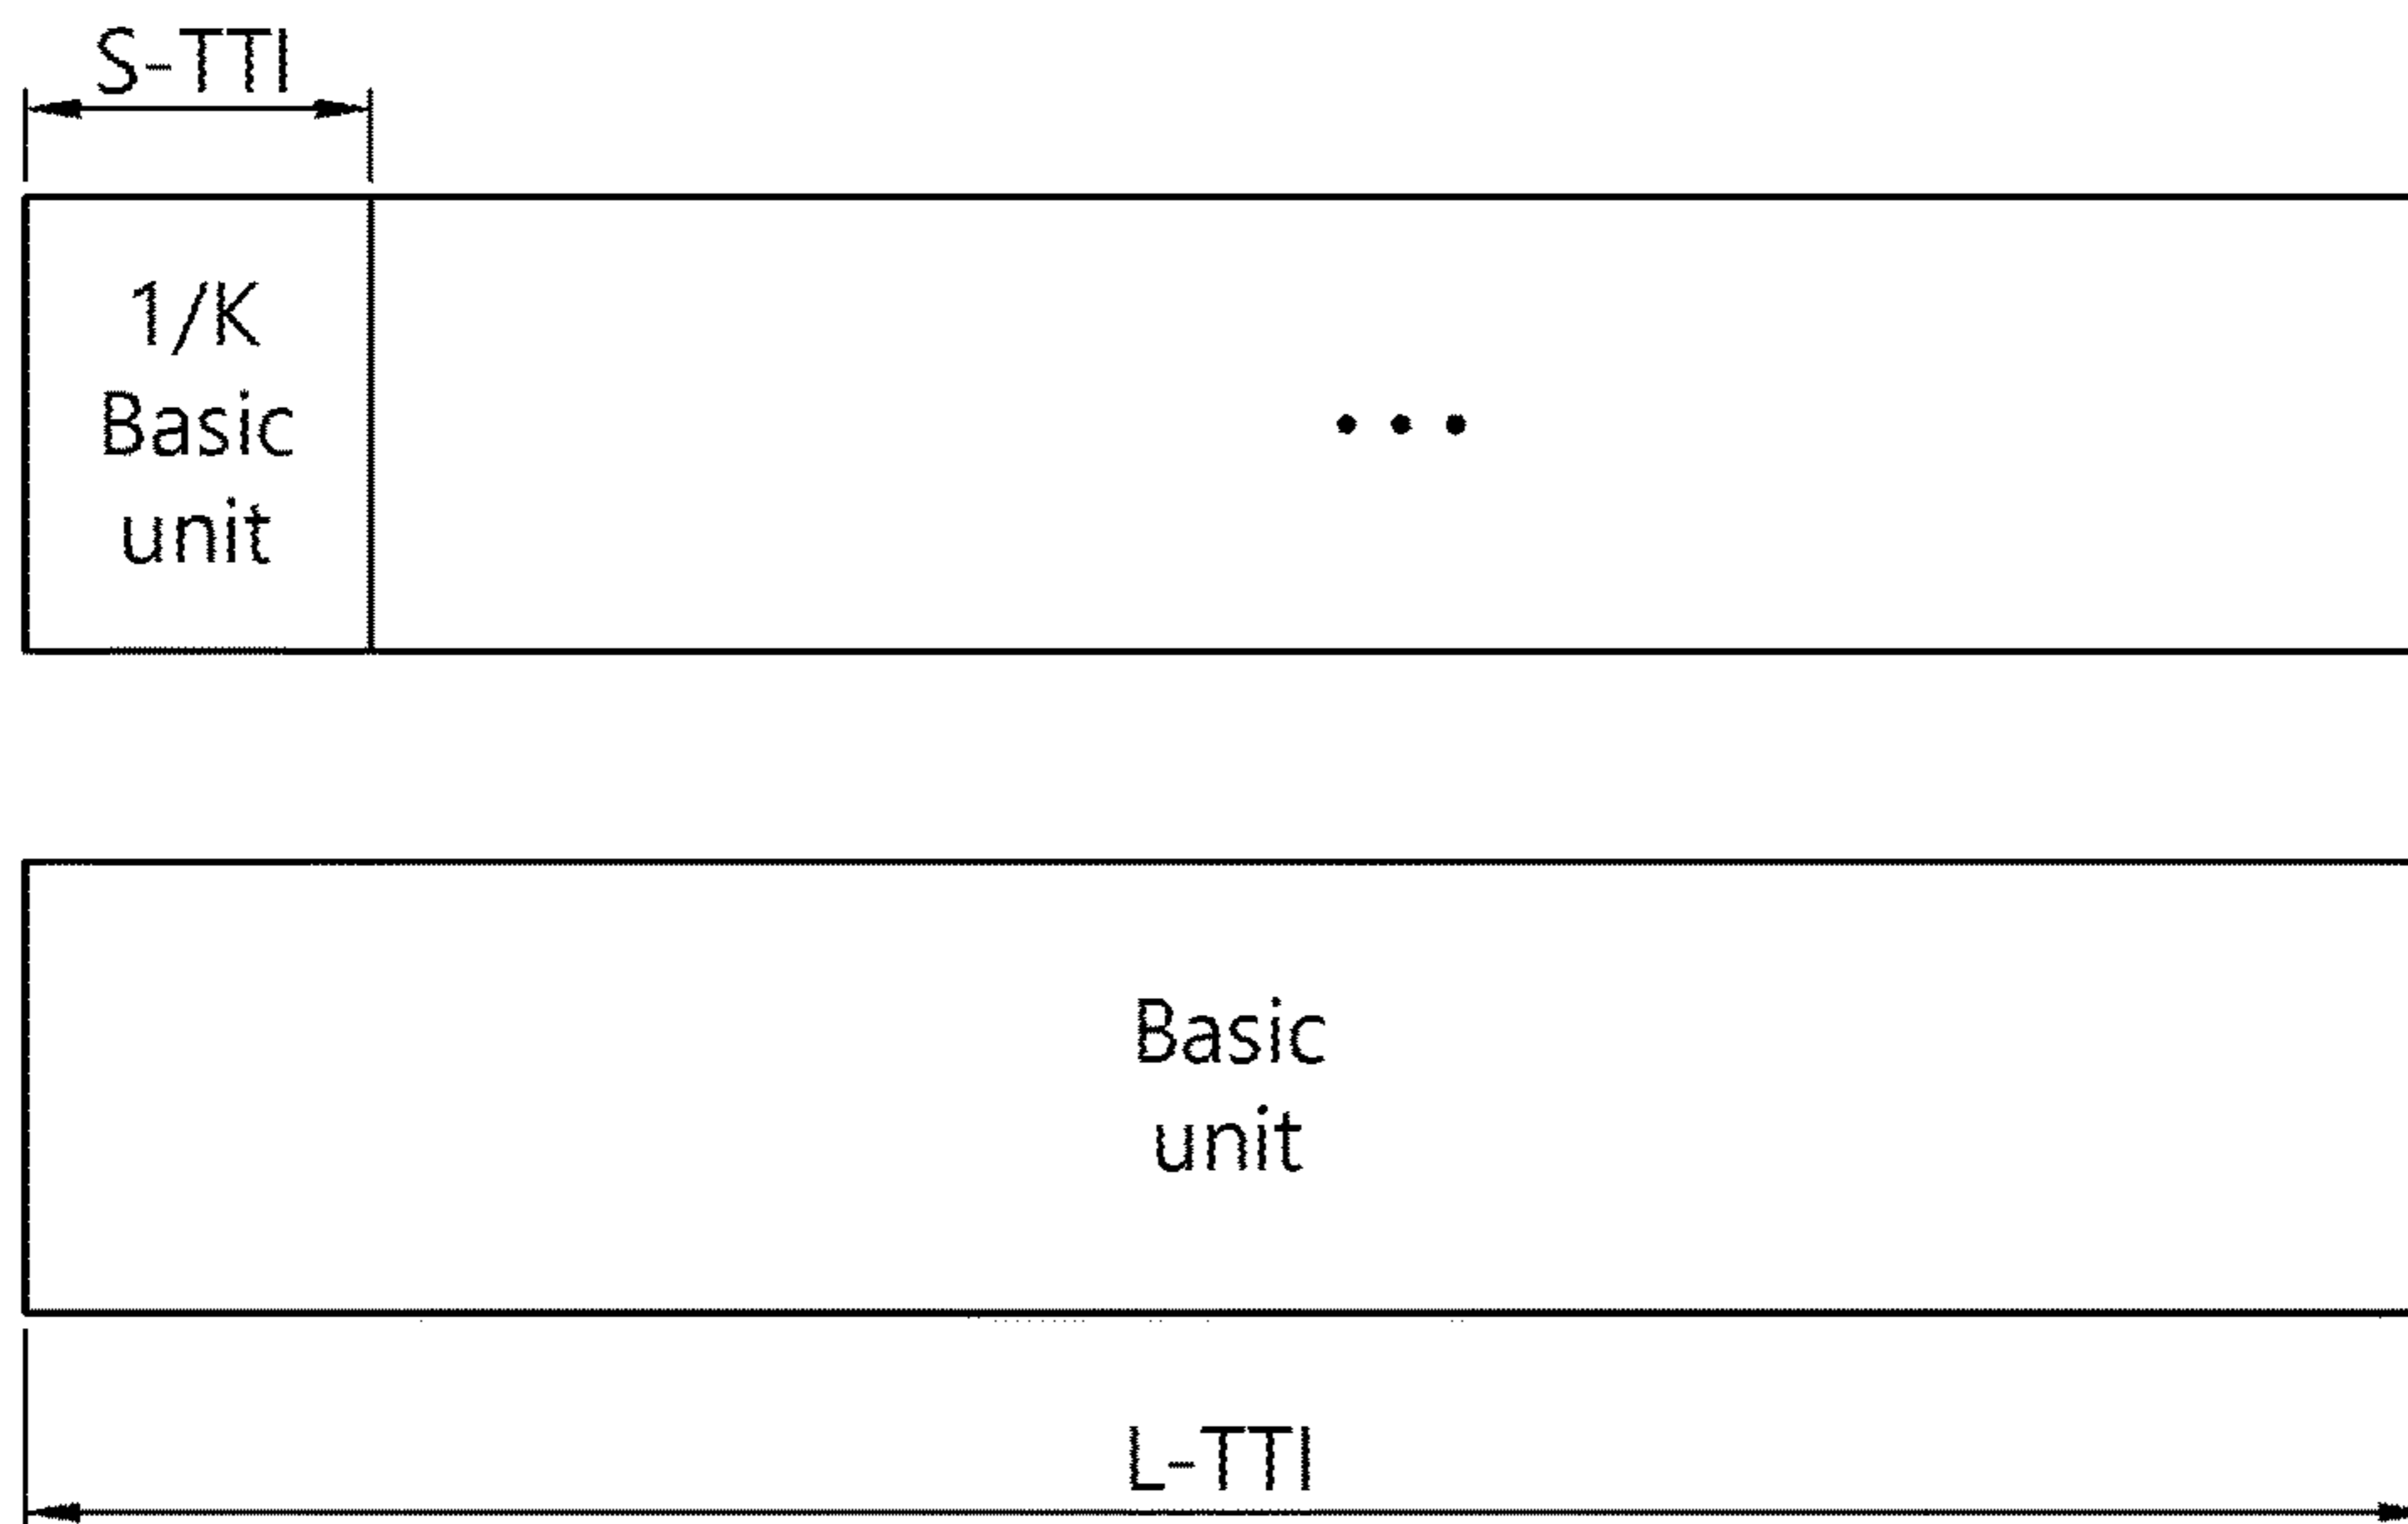 S-TTI
1/K
Basic
unit
• • •
Basic
unit
L-TTI